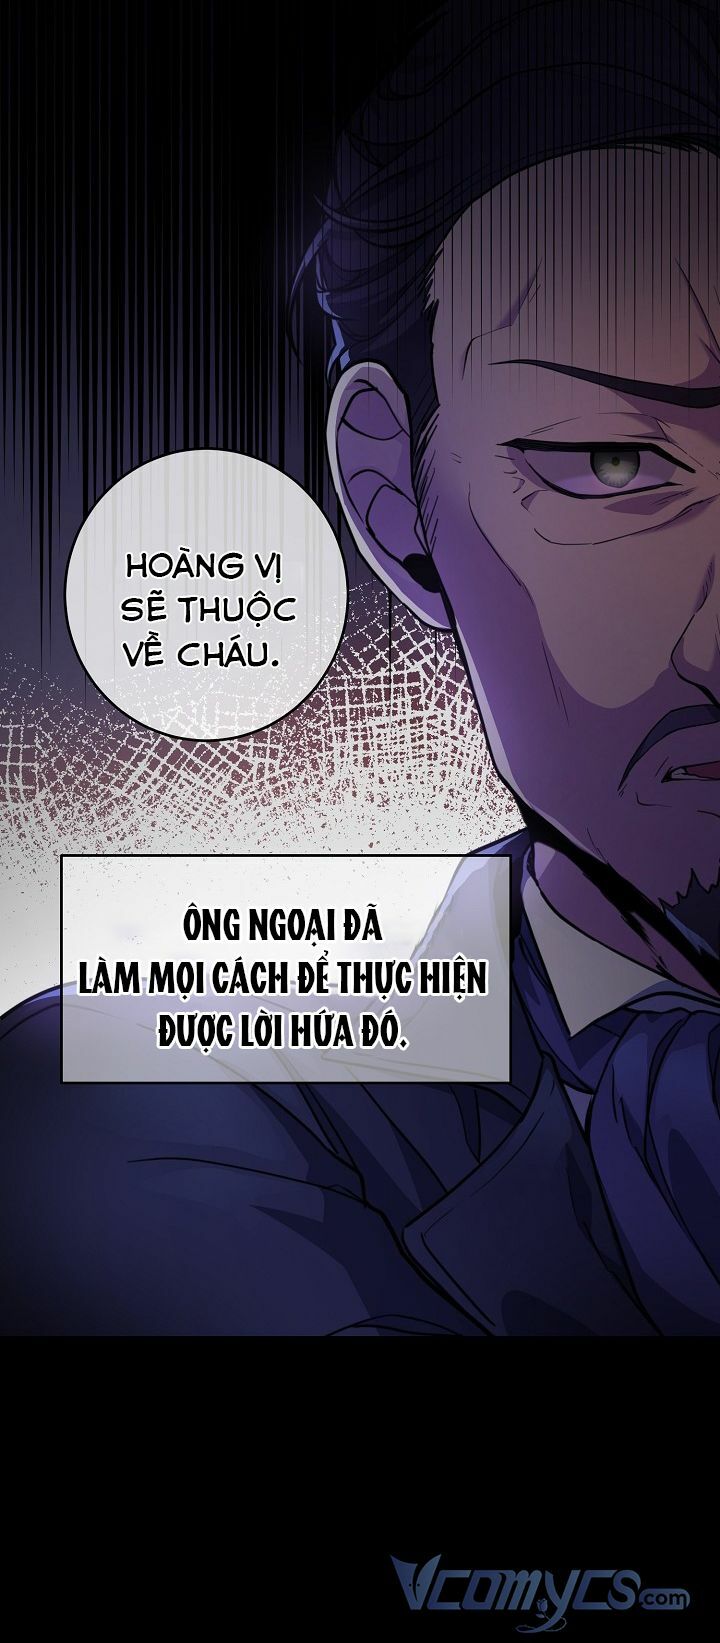 HOÀNG VỊ
SẼ THUỘC
VỀ CHÁU.
ÔNG NGOẠI ĐÃ
LÀM MỌI CÁCH ĐỂ THỰC HIỆN
ĐƯỢC LỜI HỨA ĐÓ.
VCOMYCS.com